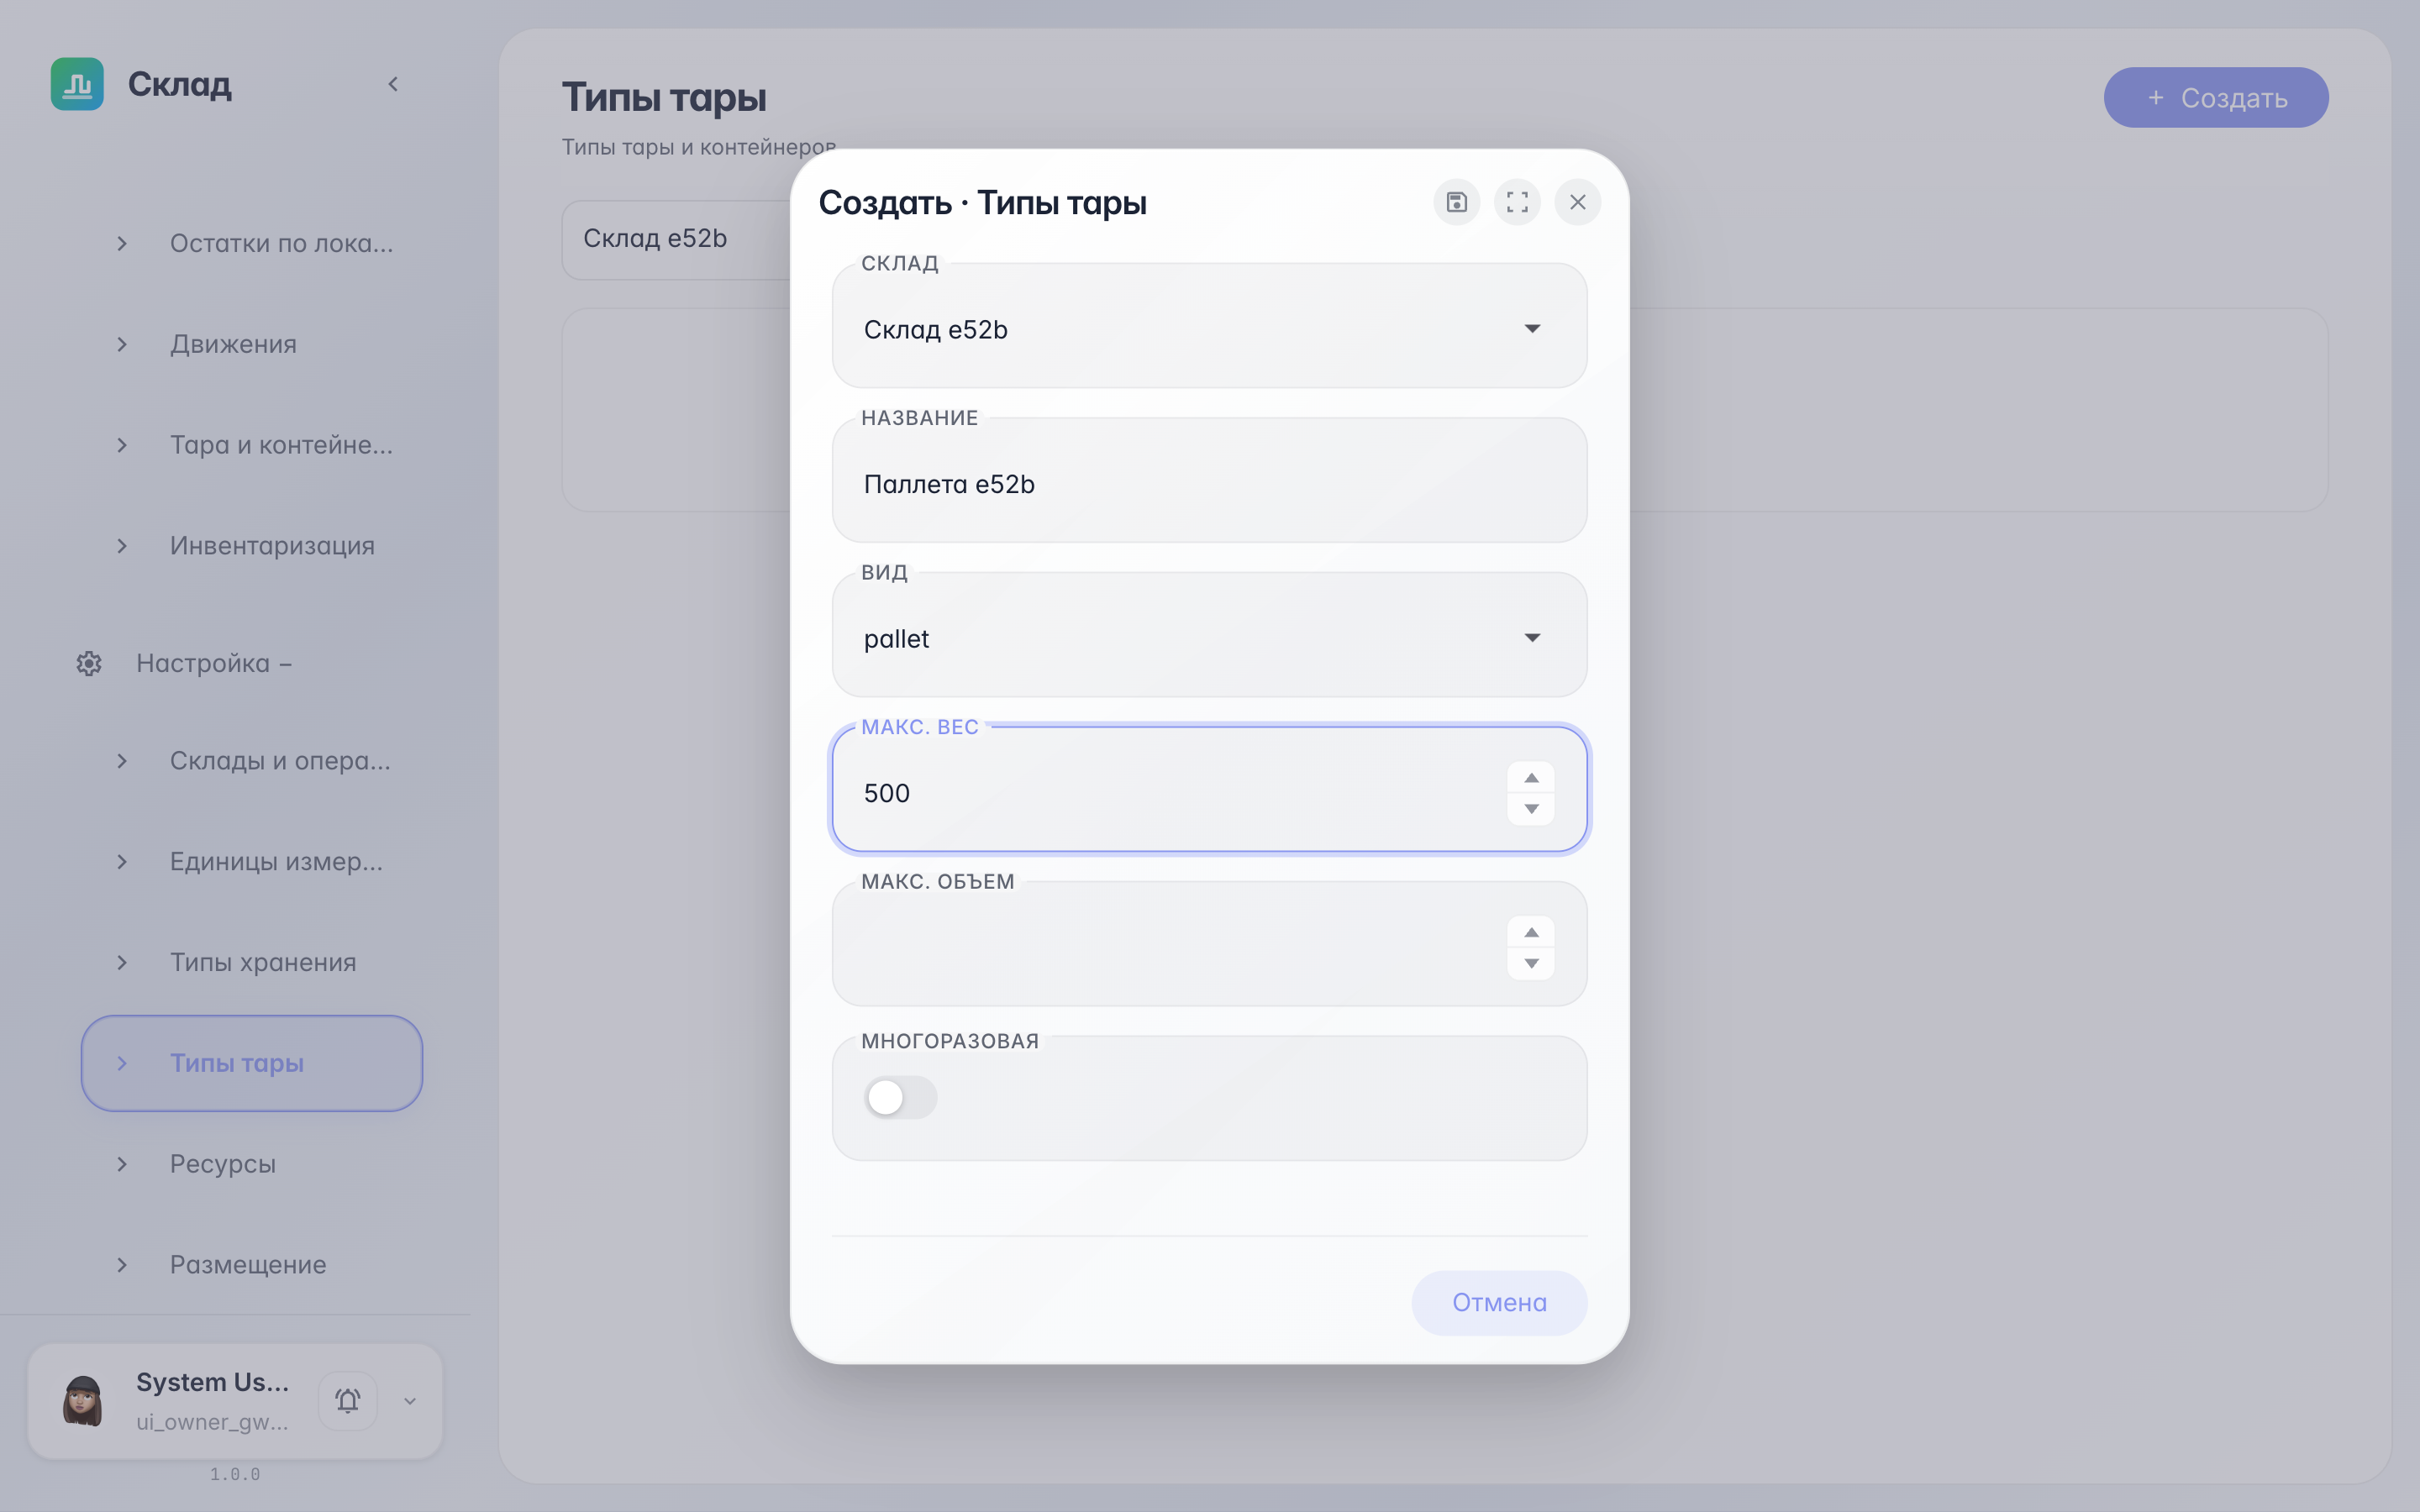 Склад
Остатки по лока...
Движения
Тара и контейне...
Инвентаризация
Настройка –
Склады и опера...
Единицы измер...
Типы хранения
Типы тары
Ресурсы
Размещение
System Us...
ui_owner_gw...
1.0.0
Типы тары
Типы тары и контейнеров
+ Создать
Склад e52b
Создать · Типы тары
СКЛАД
Склад e52b
НАЗВАНИЕ
Паллета e52b
ВИД
pallet
МАКС. ВЕС
500
МАКС. ОБЪЕМ
МНОГОРАЗОВАЯ
Отмена